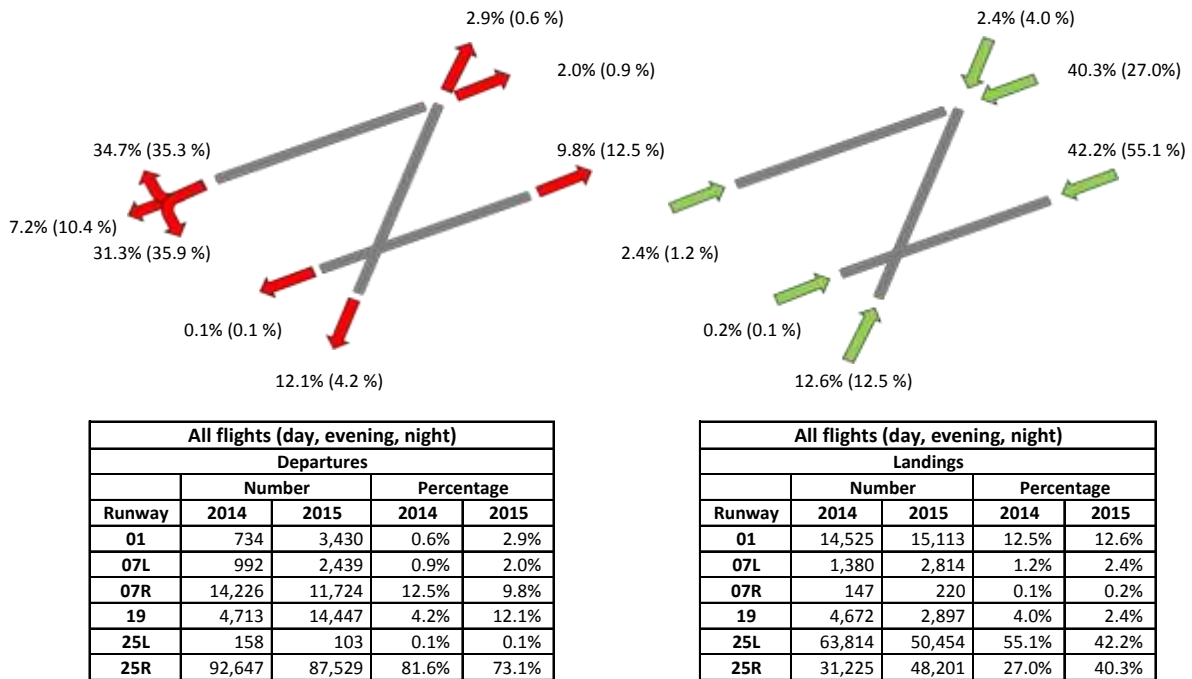 2.9% (0.6 %)
2.0% (0.9 %)
34.7% (35.3 %)
9.8% (12.5 %)
7.2% (10.4 %)
31.3% (35.9 %)
0.1% (0.1 %)
12.1% (4.2 %)
2.4% (4.0 %)
40.3% (27.0%)
42.2% (55.1 %)
2.4% (1.2 %)
0.2% (0.1 %)
12.6% (12.5 %)
All flights (day, evening, night)
Departures
Number Percentage
Runway 2014 2015 2014 2015
01 734 3,430 0.6% 2.9%
07L 992 2,439 0.9% 2.0%
07R 14,226 11,724 12.5% 9.8%
19 4,713 14,447 4.2% 12.1%
25L 158 103 0.1% 0.1%
25R 92,647 87,529 81.6% 73.1%
All flights (day, evening, night)
Landings
Number Percentage
Runway 2014 2015 2014 2015
01 14,525 15,113 12.5% 12.6%
07L 1,380 2,814 1.2% 2.4%
07R 147 220 0.1% 0.2%
19 4,672 2,897 4.0% 2.4%
25L 63,814 50,454 55.1% 42.2%
25R 31,225 48,201 27.0% 40.3%